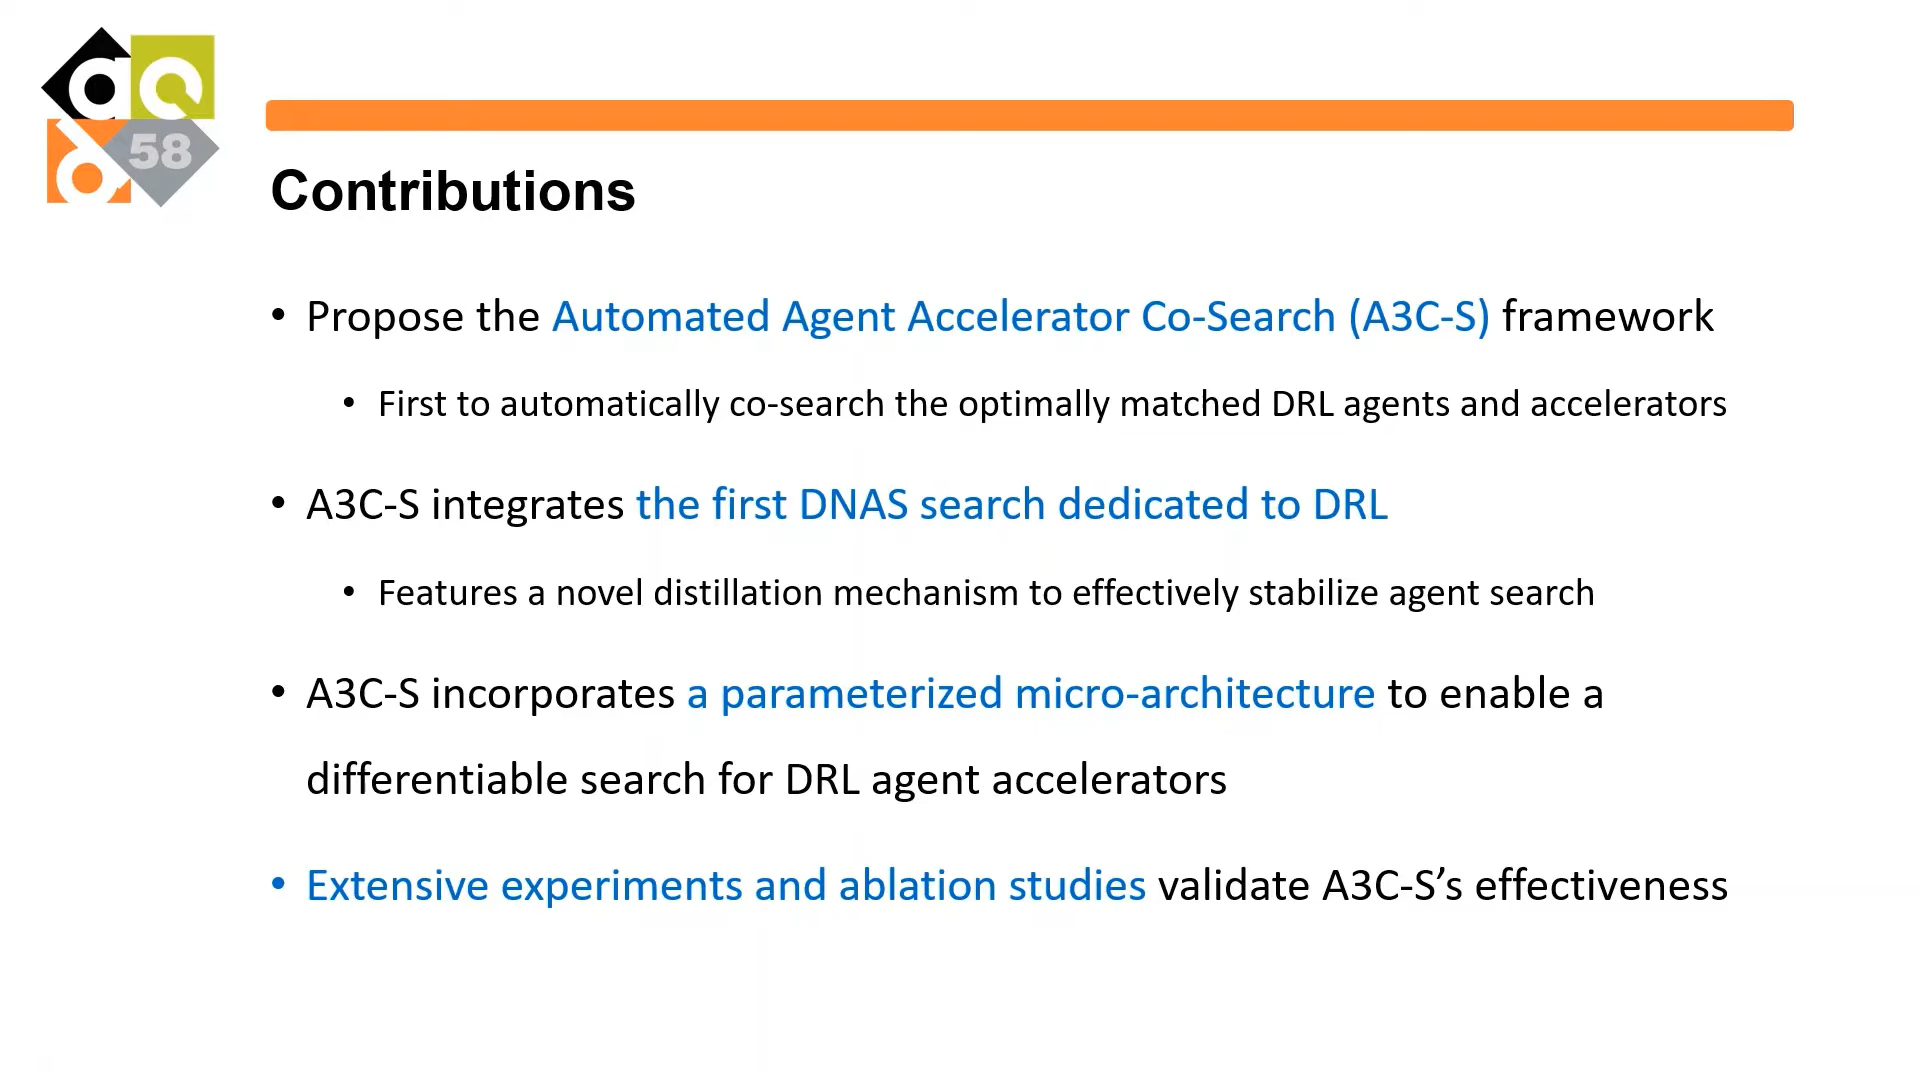 dac
58
Contributions
• Propose the Automated Agent Accelerator Co-Search (A3C-S) framework
• First to automatically co-search the optimally matched DRL agents and accelerators
• A3C-S integrates the first DNAS search dedicated to DRL
• Features a novel distillation mechanism to effectively stabilize agent search
• A3C-S incorporates a parameterized micro-architecture to enable a
differentiable search for DRL agent accelerators
• Extensive experiments and ablation studies validate A3C-S’s effectiveness